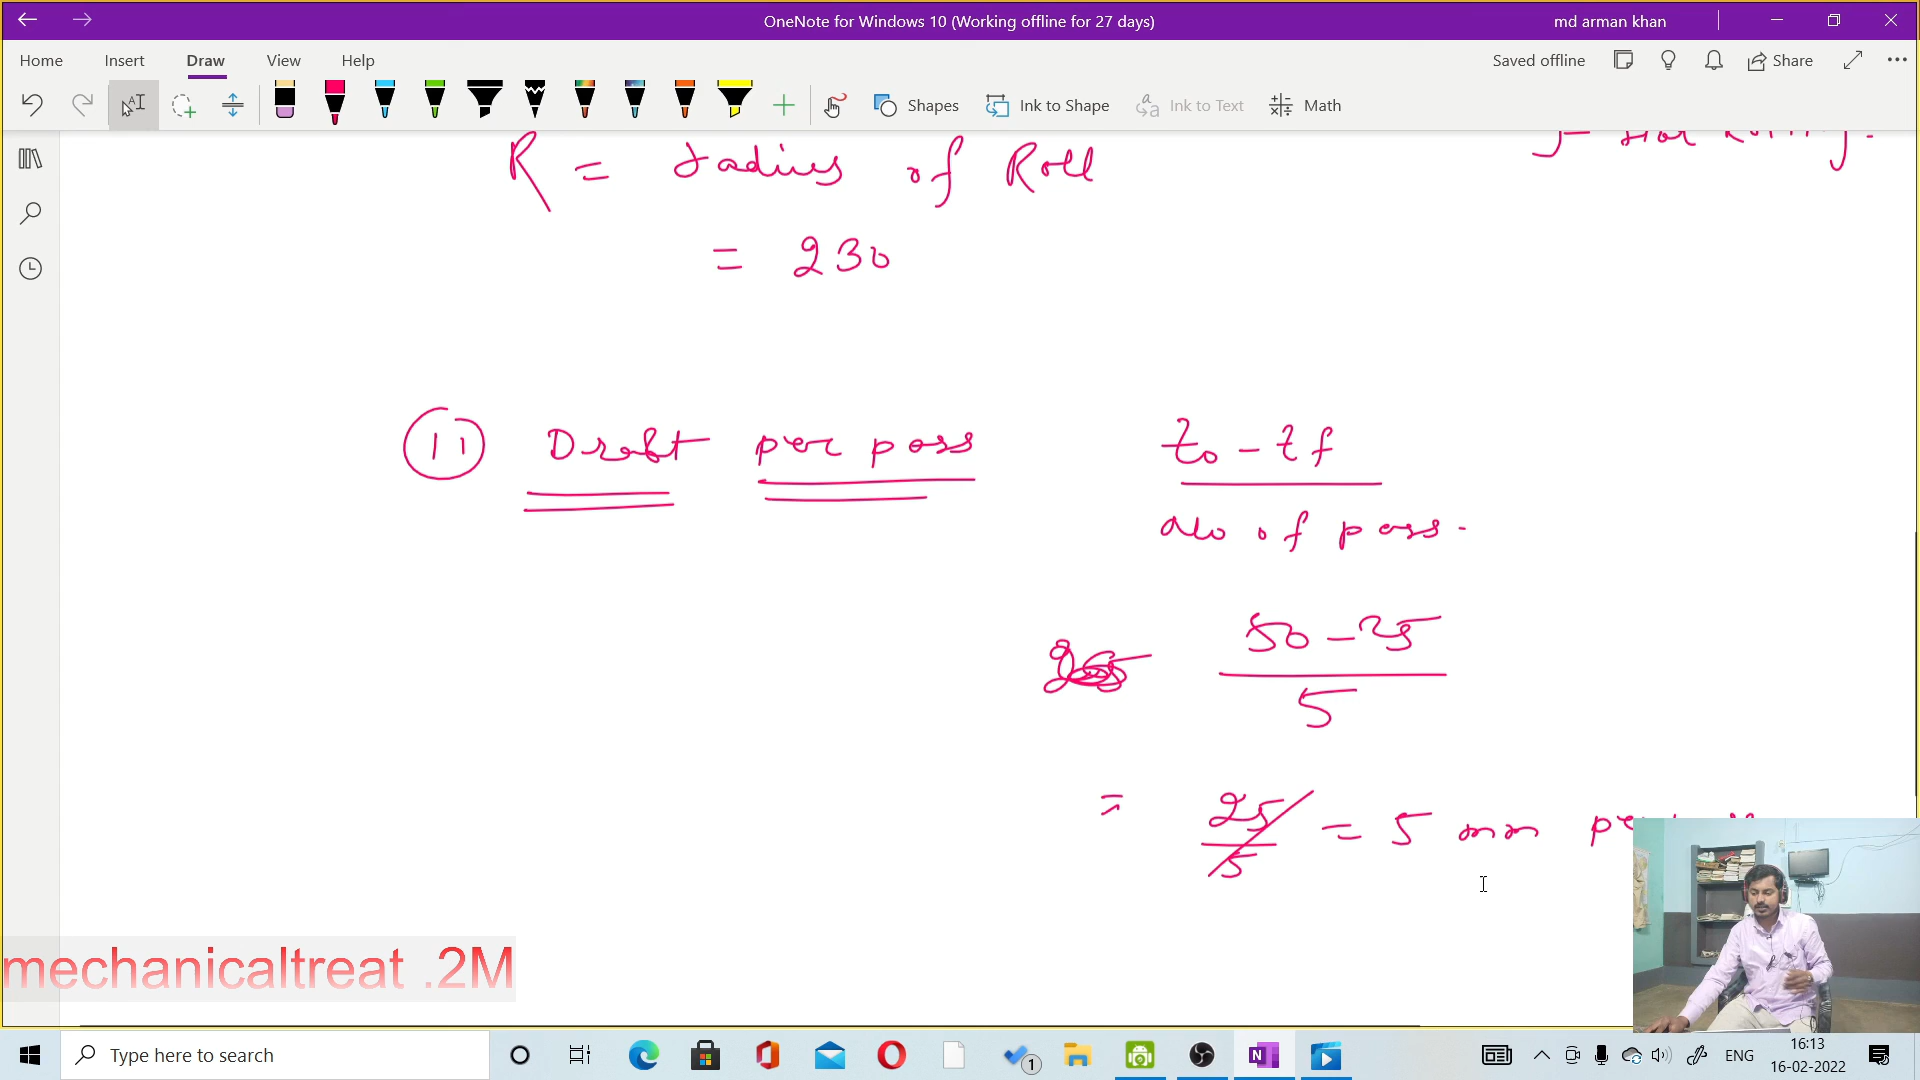 OneNote for Windows 10 (Working offline for 27 days)
md arman khan
Home Insert Draw View Help
Saved offline
Share
Shapes
Ink to Shape
Ink to Text
Math
R = radius of Roll
= 230
11 Draft per pass
to - tf
No of pass.
50 - 25
5
= 25
5
= 5 mm
mechanicaltreat .2M
Type here to search
1
ENG
16:13
16-02-2022